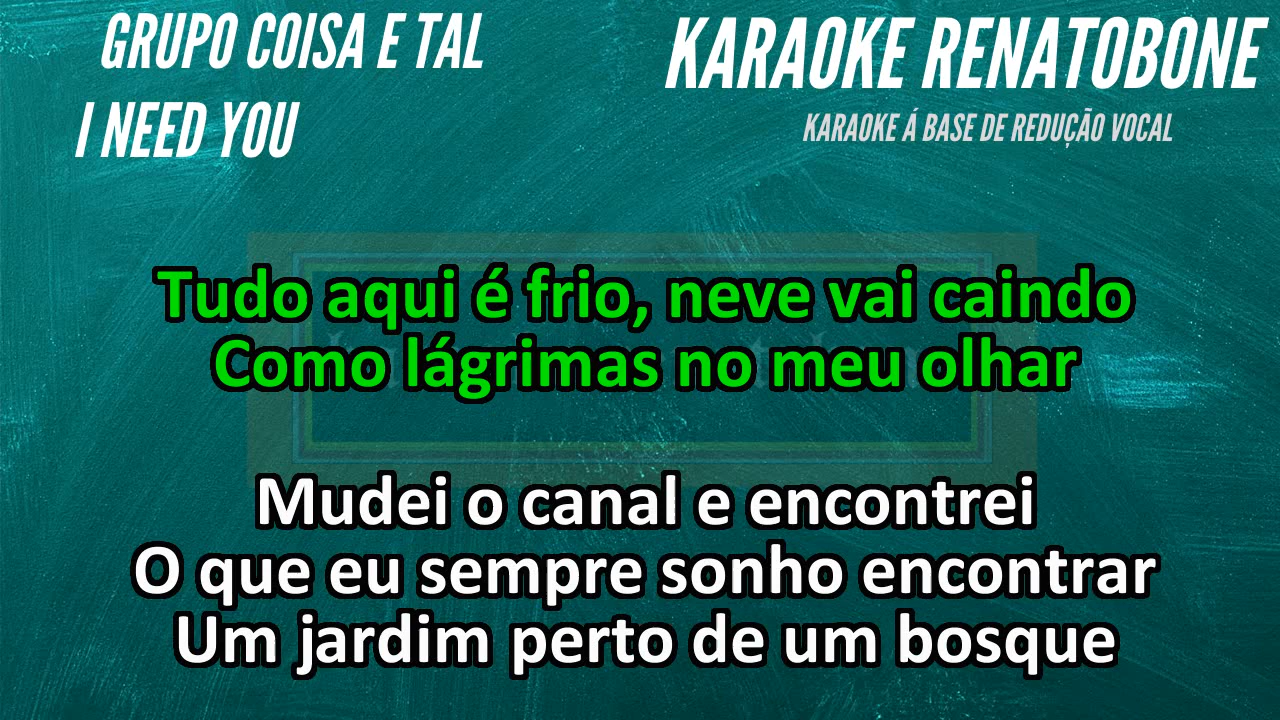 GRUPO COISA E TAL
I NEED YOU
KARAOKE RENATOBONE
KARAOKE Á BASE DE REDUÇÃO VOCAL
Tudo aqui é frio, neve vai caindo
Como lágrimas no meu olhar
Mudei o canal e encontrei
O que eu sempre sonho encontrar
Um jardim perto de um bosque